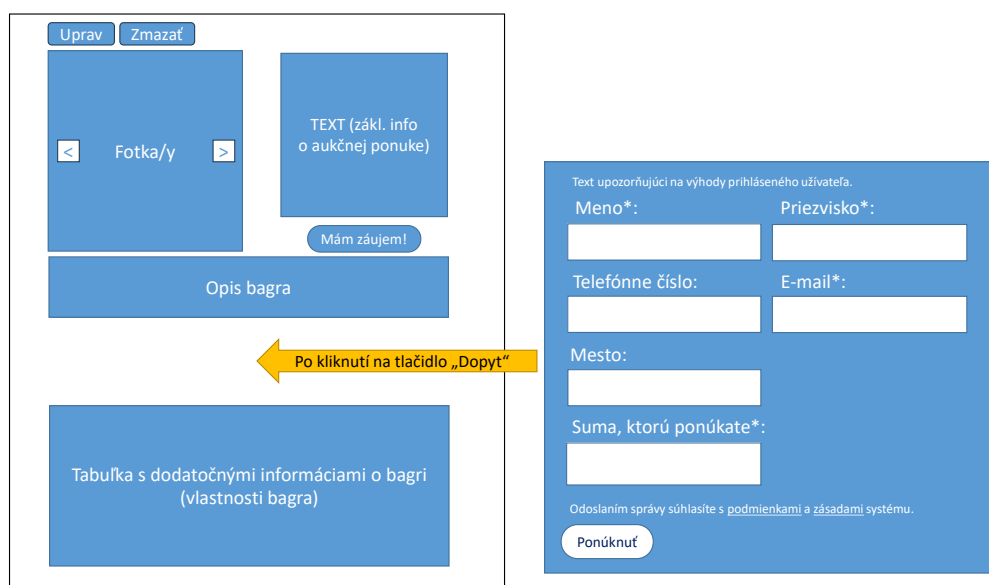 Uprav
Zmazať
<
Fotka/y
>
TEXT (zákl. info
o aukčnej ponuke)
Mám záujem!
Opis bagra
Po kliknutí na tlačidlo „Dopyt“
Tabuľka s dodatočnými informáciami o bagri
(vlastnosti bagra)
Text upozorňujúci na výhody prihláseného užívateľa.
Meno*:
Priezvisko*:
Telefónne číslo:
E-mail*:
Mesto:
Suma, ktorú ponúkate*:
Odoslaním správy súhlasíte s podmienkami a zásadami systému.
Ponúknuť